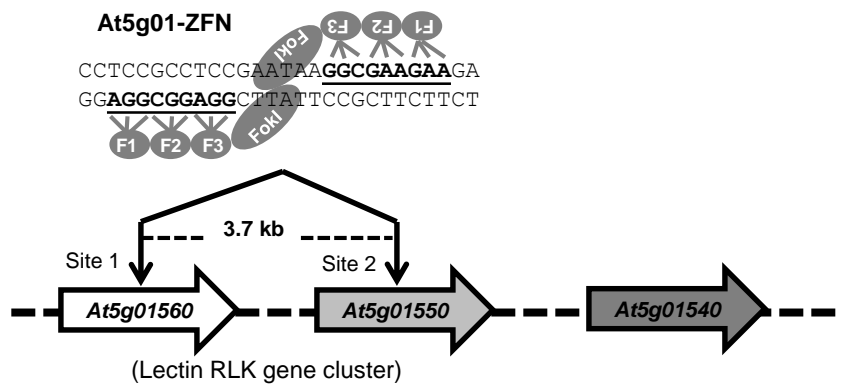 At5g01-ZFN
FokI F3 F2 F1
CCTCCGCCTCCGAATAAGGCGAAGAAGA
GGAGGCGGAGGCTTATTCCGCTTCTTCT
F1 F2 F3 FokI
3.7 kb
Site 1 Site 2
At5g01560 At5g01550 At5g01540
(Lectin RLK gene cluster)